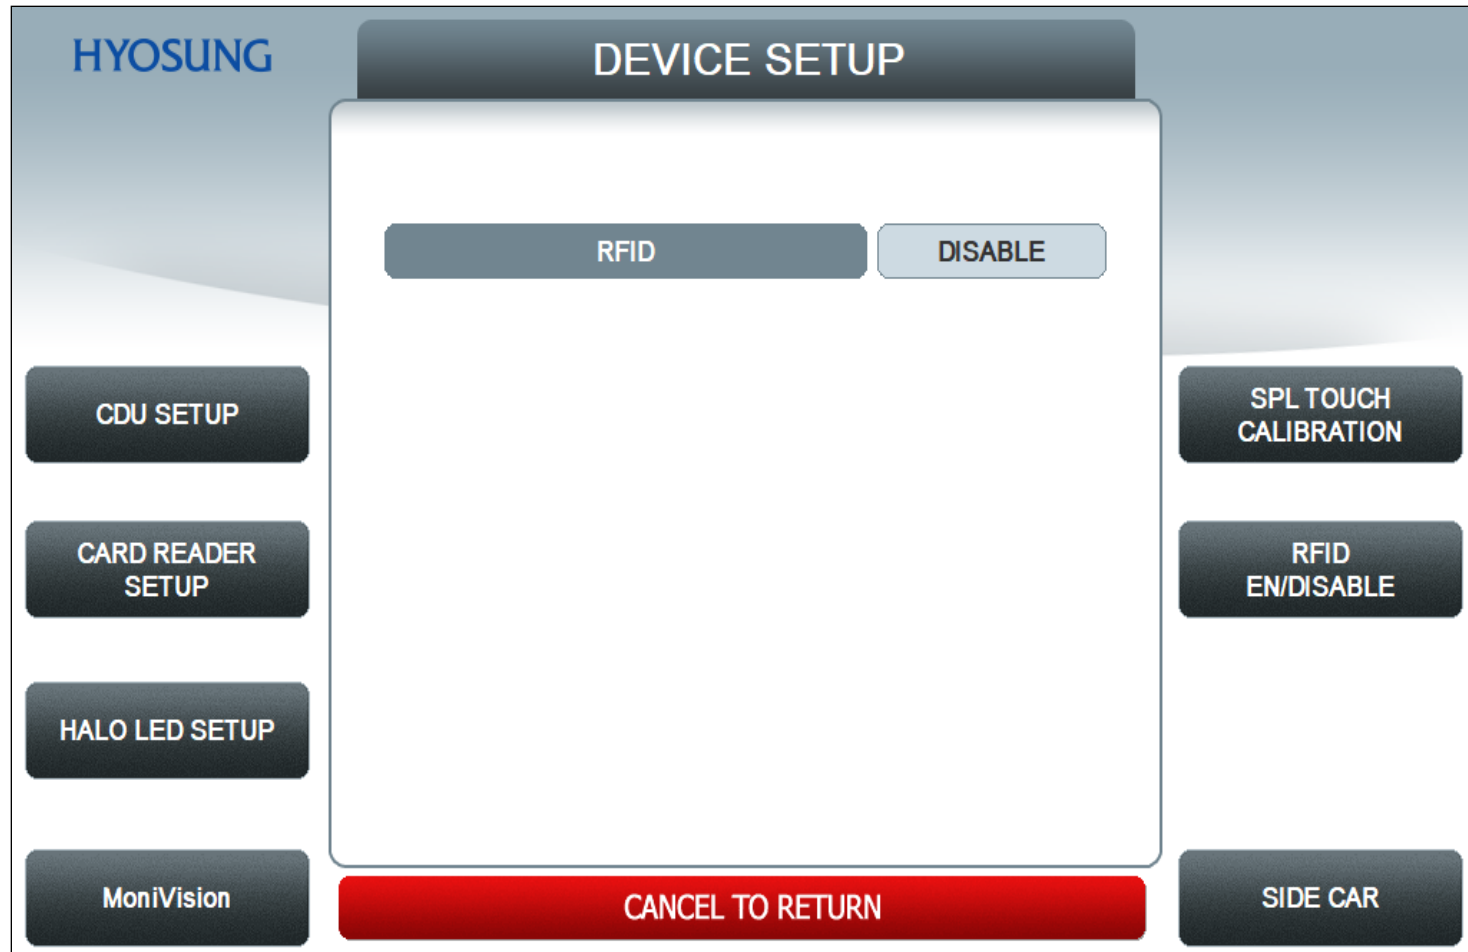 HYOSUNG
DEVICE SETUP
RFID
DISABLE
CDU SETUP
SPL TOUCH
CALIBRATION
CARD READER
SETUP
RFID
EN/DISABLE
HALO LED SETUP
MoniVision
CANCEL TO RETURN
SIDE CAR